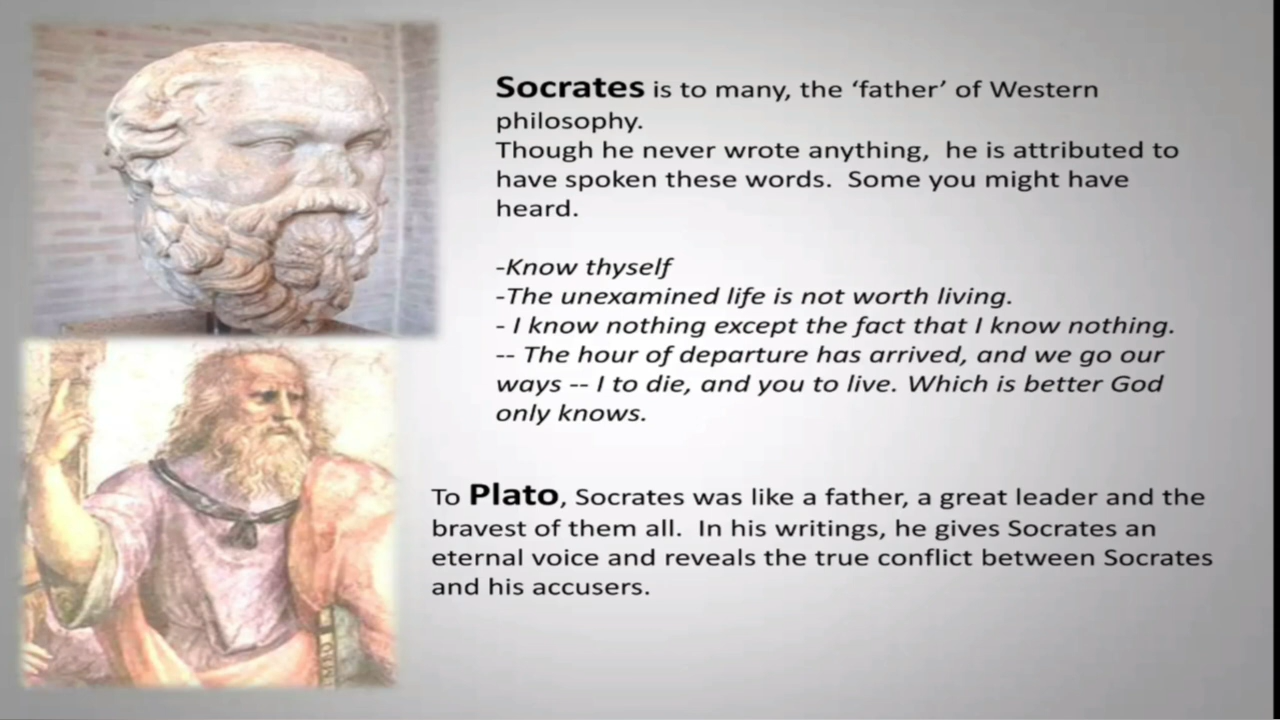 Socrates is to many, the ‘father’ of Western
philosophy.
Though he never wrote anything,  he is attributed to
have spoken these words.  Some you might have
heard.
-Know thyself
-The unexamined life is not worth living.
- I know nothing except the fact that I know nothing.
-- The hour of departure has arrived, and we go our
ways -- I to die, and you to live. Which is better God
only knows.
To Plato, Socrates was like a father, a great leader and the
bravest of them all.  In his writings, he gives Socrates an
eternal voice and reveals the true conflict between Socrates
and his accusers.